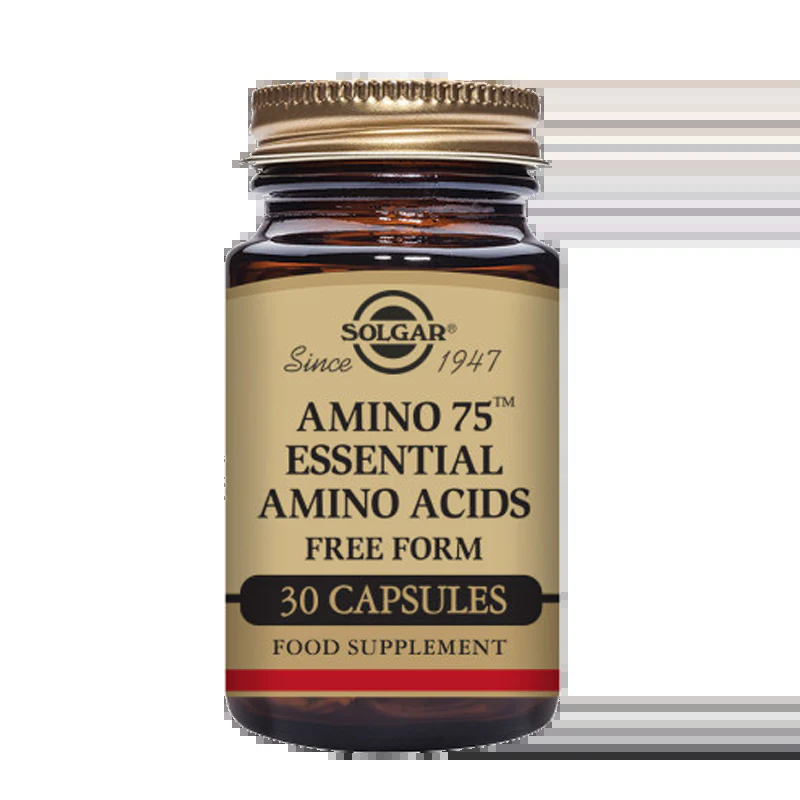 SOLGAR®
Since 1947
AMINO 75™
ESSENTIAL
AMINO ACIDS
FREE FORM
30 CAPSULES
FOOD SUPPLEMENT